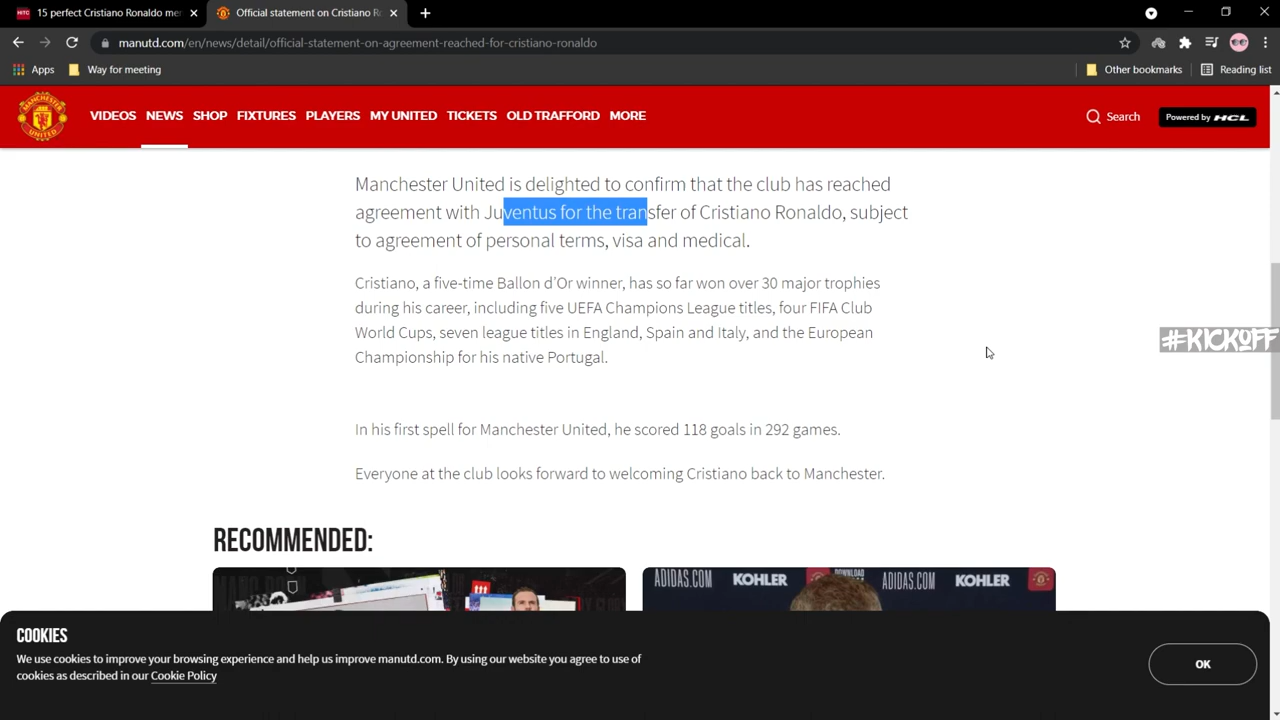 15 perfect Cristiano Ronaldo me
Official statement on Cristiano R
manutd.com/en/news/detail/official-statement-on-agreement-reached-for-cristiano-ronaldo
Apps
Way for meeting
Other bookmarks
Reading list
VIDEOS NEWS SHOP FIXTURES PLAYERS MY UNITED TICKETS OLD TRAFFORD MORE
Search
Powered by HCL
MANCHESTER
UNITED
Manchester United is delighted to confirm that the club has reached
agreement with Juventus for the transfer of Cristiano Ronaldo, subject
to agreement of personal terms, visa and medical.
Cristiano, a five-time Ballon d'Or winner, has so far won over 30 major trophies
during his career, including five UEFA Champions League titles, four FIFA Club
World Cups, seven league titles in England, Spain and Italy, and the European
Championship for his native Portugal.
#KICKOFF
In his first spell for Manchester United, he scored 118 goals in 292 games.
Everyone at the club looks forward to welcoming Cristiano back to Manchester.
RECOMMENDED:
ADIDAS.COM KOHLER ADIDAS.COM KOHLER
COOKIES
We use cookies to improve your browsing experience and help us improve manutd.com. By using our website you agree to use of
cookies as described in our Cookie Policy
OK